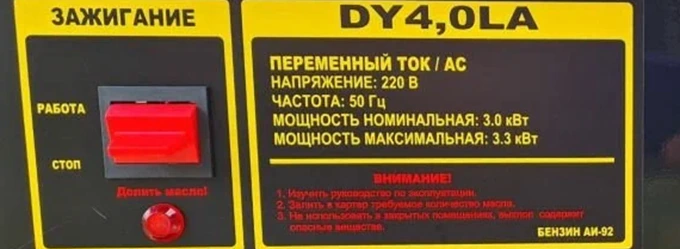 ЗАЖИГАНИЕ
РАБОТА
СТОП
Долить масла!
DY4,0LA
ПЕРЕМЕННЫЙ ТОК / AC
НАПРЯЖЕНИЕ: 220 В
ЧАСТОТА: 50 Гц
МОЩНОСТЬ НОМИНАЛЬНАЯ: 3.0 кВт
МОЩНОСТЬ МАКСИМАЛЬНАЯ: 3.3 кВт
ВНИМАНИЕ!
1. Изучить руководство по эксплуатации.
2. Залить в картер требуемое количество масла.
3. Не использовать в закрытых помещениях, выхлоп содержит
опасные вещества.
БЕНЗИН АИ-92